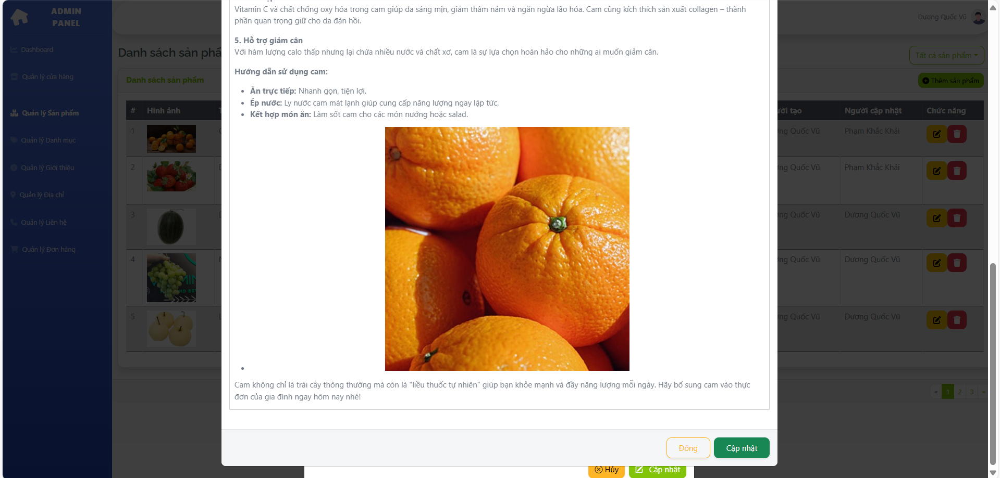 ADMIN
PANEL
Dashboard
Quản lý cửa hàng
Quản lý Sản phẩm
Quản lý Danh mục
Quản lý Giới thiệu
Quản lý Địa chỉ
Quản lý Liên hệ
Quản lý Đơn hàng
Dương Quốc Vũ
Danh sách sản
Tất cả sản phẩm
Danh sách sản phẩm
Thêm sản phẩm
# Hình ảnh
tạo Người cập nhật Chức năng
1
Quốc Vũ Phạm Khắc Khải
2
Quốc Vũ Phạm Khắc Khải
3
Quốc Vũ Dương Quốc Vũ
4
Quốc Vũ Dương Quốc Vũ
5
Quốc Vũ Dương Quốc Vũ
« 1 2 3 »
Vitamin C và chất chống oxy hóa trong cam giúp da sáng mịn, giảm thâm nám và ngăn ngừa lão hóa. Cam cũng kích thích sản xuất collagen – thành
phần quan trọng giữ cho da đàn hồi.
5. Hỗ trợ giảm cân
Với hàm lượng calo thấp nhưng lại chứa nhiều nước và chất xơ, cam là sự lựa chọn hoàn hảo cho những ai muốn giảm cân.
Hướng dẫn sử dụng cam:
• Ăn trực tiếp: Nhanh gọn, tiện lợi.
• Ép nước: Ly nước cam mát lạnh giúp cung cấp năng lượng ngay lập tức.
• Kết hợp món ăn: Làm sốt cam cho các món nướng hoặc salad.
•
Cam không chỉ là trái cây thông thường mà còn là "liều thuốc tự nhiên" giúp bạn khỏe mạnh và đầy năng lượng mỗi ngày. Hãy bổ sung cam vào thực
đơn của gia đình ngay hôm nay nhé!
Đóng Cập nhật
Hủy Cập nhật